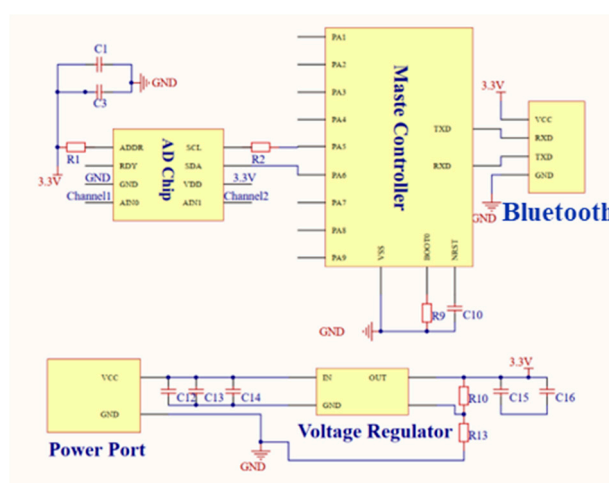 C1
GND
C3
3.3V
R1
ADDR
RDY
GND
GND
Channel1
AIN0
AD Chip
SCL
SDA
VDD
3.3V
AIN1
Channel2
R2
PA1
PA2
PA3
PA4
PA5
PA6
PA7
PA8
PA9
Maste Controller
TXD
RXD
VSS
BOOT0
NRST
3.3V
VCC
RXD
TXD
GND
GND
Bluetooth
GND
R9
C10
VCC
GND
Power Port
C12
C13
C14
IN
OUT
GND
Voltage Regulator
GND
3.3V
R10
R13
C15
C16